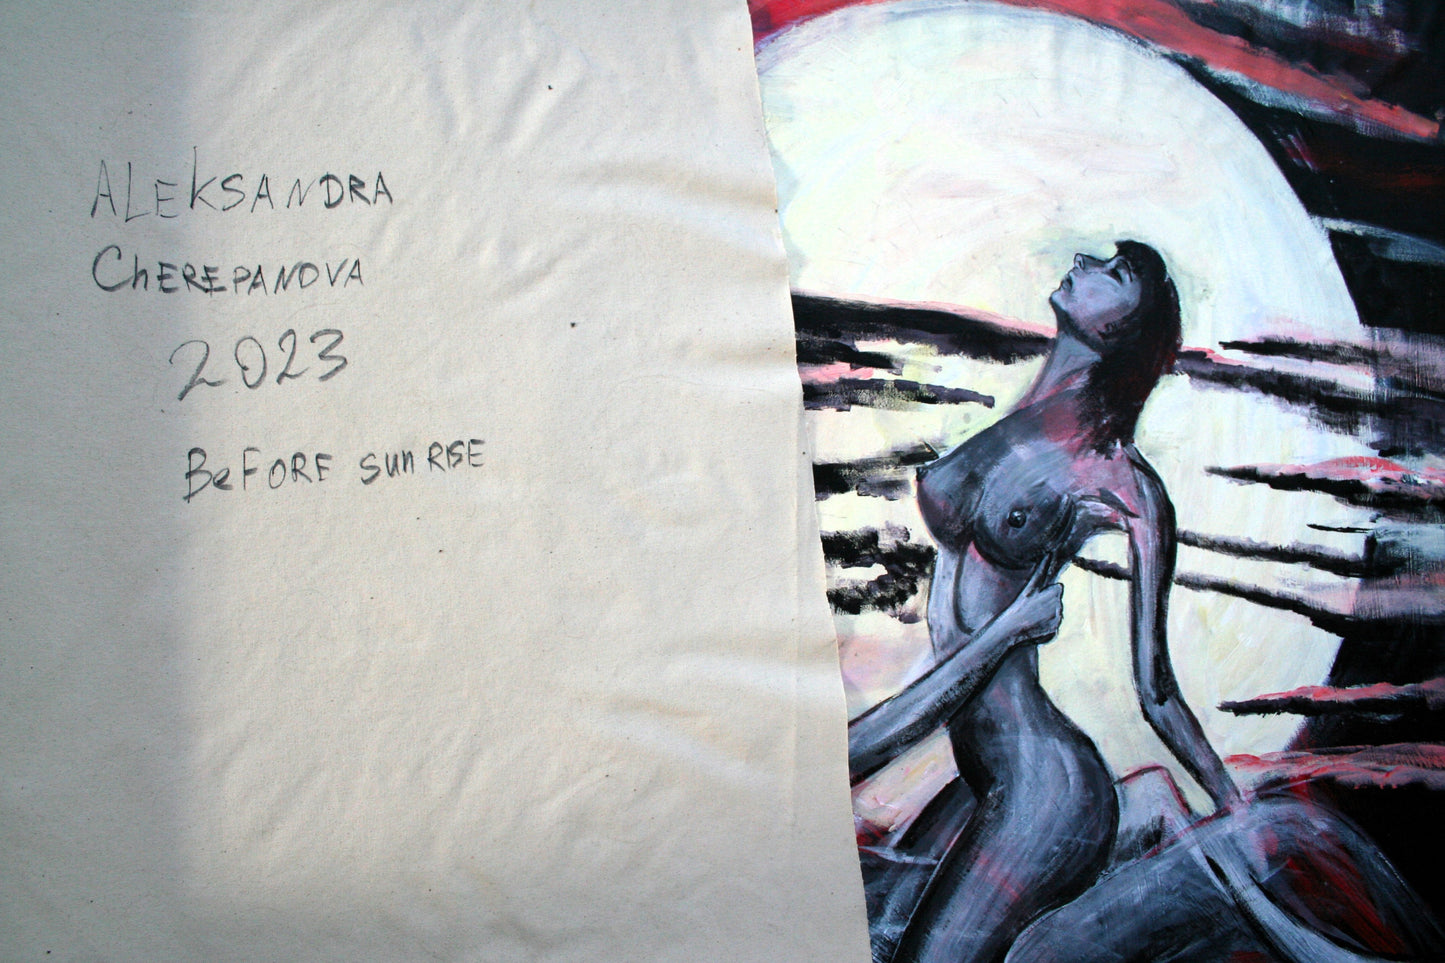 ALEKSANDRA
CHEREPANOVA
2023
BeFORE sun RISE